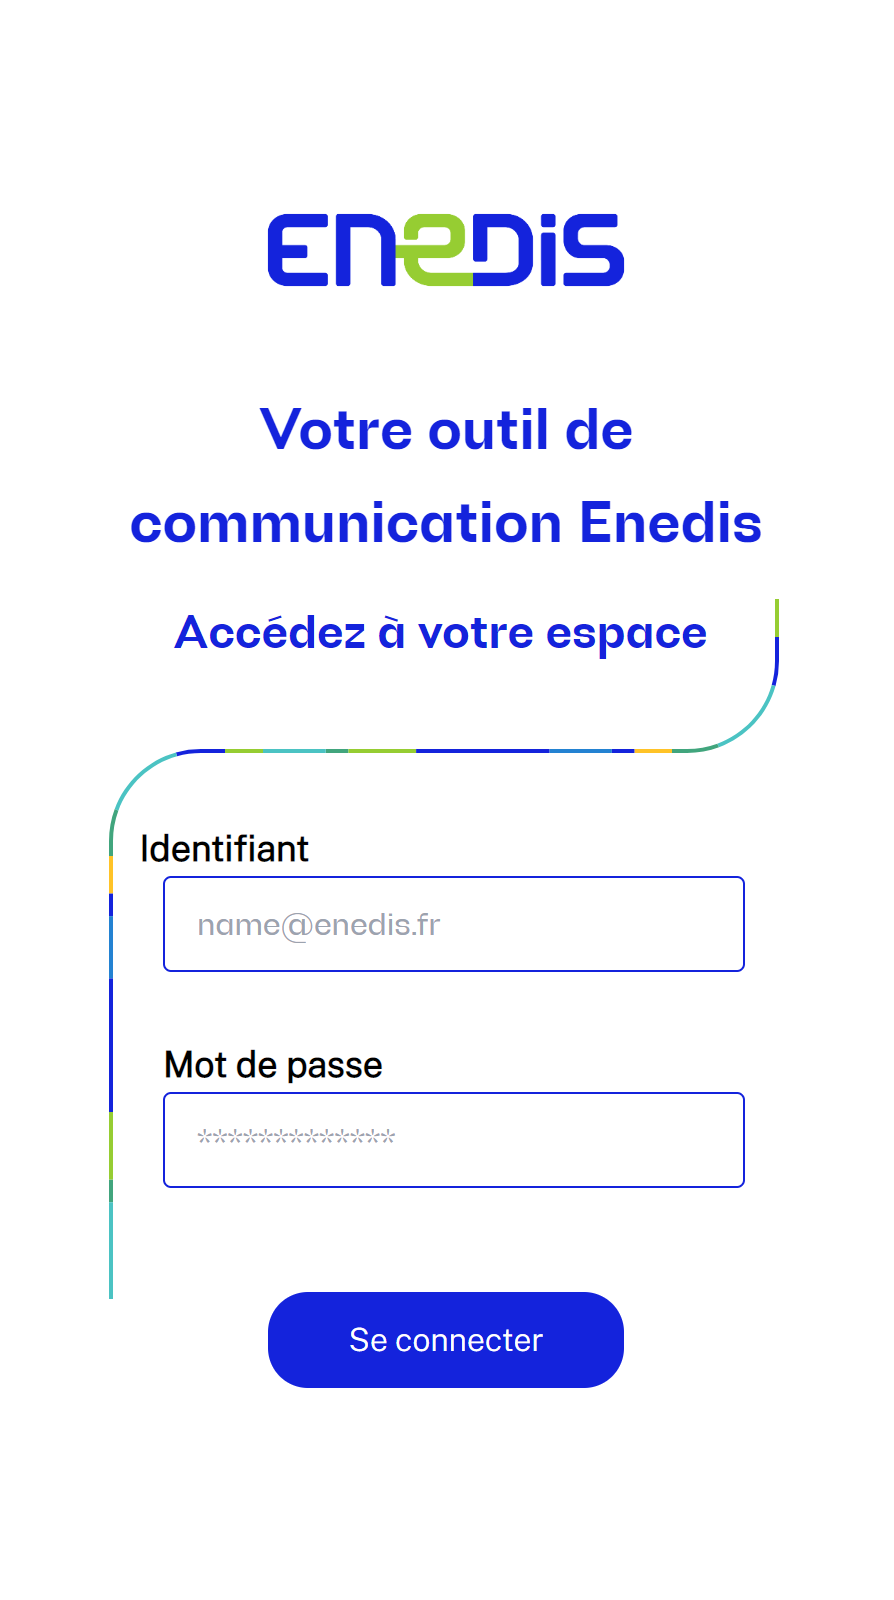 ENEDIS
Votre outil de
communication Enedis
Accédez à votre espace
Identifiant
name@enedis.fr
Mot de passe
*************
Se connecter